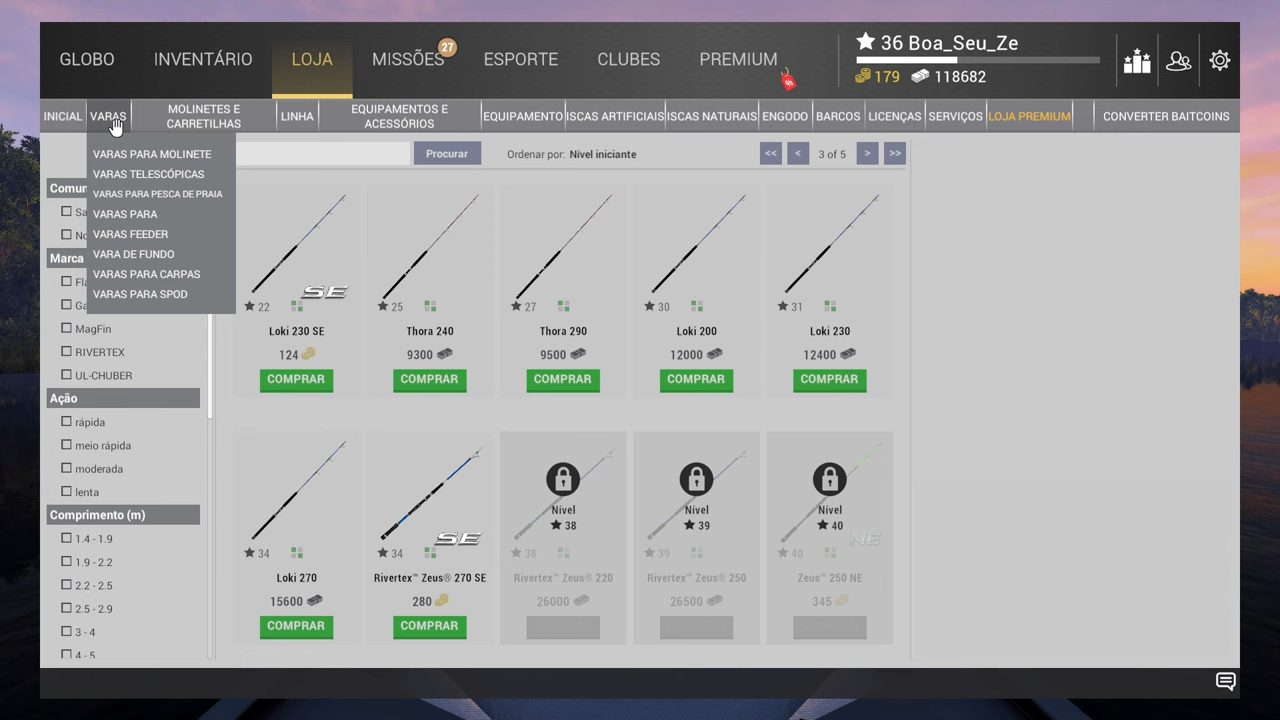 GLOBO
INVENTÁRIO
LOJA
MISSÕES
27
ESPORTE
CLUBES
PREMIUM
%
36 Boa_Seu_Ze
179
118682
INICIAL
VARAS
MOLINETES E
CARRETILHAS
LINHA
EQUIPAMENTOS E
ACESSÓRIOS
EQUIPAMENTO
ISCAS ARTIFICIAIS
ISCAS NATURAIS
ENGODO
BARCOS
LICENÇAS
SERVIÇOS
LOJA PREMIUM
CONVERTER BAITCOINS
VARAS PARA MOLINETE
VARAS TELESCÓPICAS
VARAS PARA PESCA DE PRAIA
VARAS PARA
VARAS FEEDER
VARA DE FUNDO
VARAS PARA CARPAS
VARAS PARA SPOD
Procurar
Ordenar por: Nível iniciante
<<
<
3 of 5
>
>>
Comun
Sa
No
Marca
Fl
Ga
MagFin
RIVERTEX
UL-CHUBER
Ação
rápida
meio rápida
moderada
lenta
Comprimento (m)
1.4 - 1.9
1.9 - 2.2
2.2 - 2.5
2.5 - 2.9
3 - 4
4 - 5
SE
22
Loki 230 SE
124
COMPRAR
25
Thora 240
9300
COMPRAR
27
Thora 290
9500
COMPRAR
30
Loki 200
12000
COMPRAR
31
Loki 230
12400
COMPRAR
34
Loki 270
15600
COMPRAR
SE
34
Rivertex™ Zeus® 270 SE
280
COMPRAR
Nível
38
38
Rivertex™ Zeus® 220
26000
Nível
39
39
Rivertex™ Zeus® 250
26500
Nível
40
NE
40
Zeus™ 250 NE
345